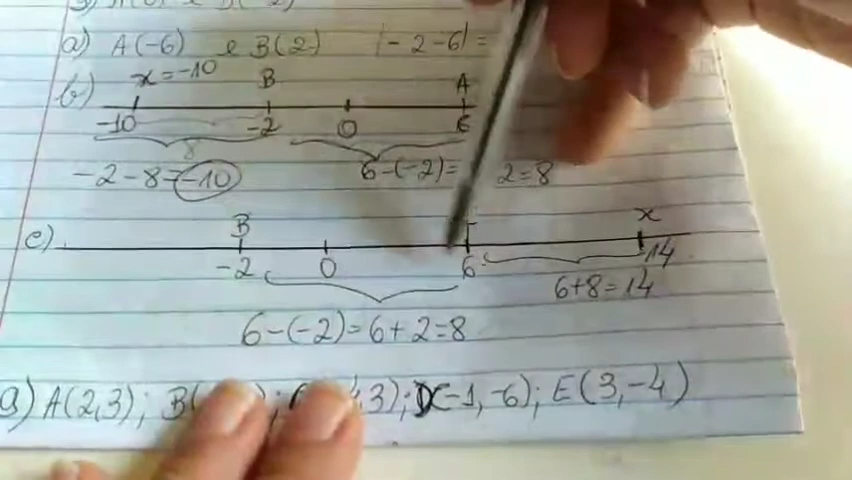 a) A(-6) e B(2) |-2-6|=
x=-10 B A
b)
-10 -2 0 6
8
-2-8=-10 6-(-2)= 2=8
B x
c)
-2 0 6 14
6+8=14
6-(-2)=6+2=8
a) A(2,3); B( ,3); D(-1,-6); E(3,-4)